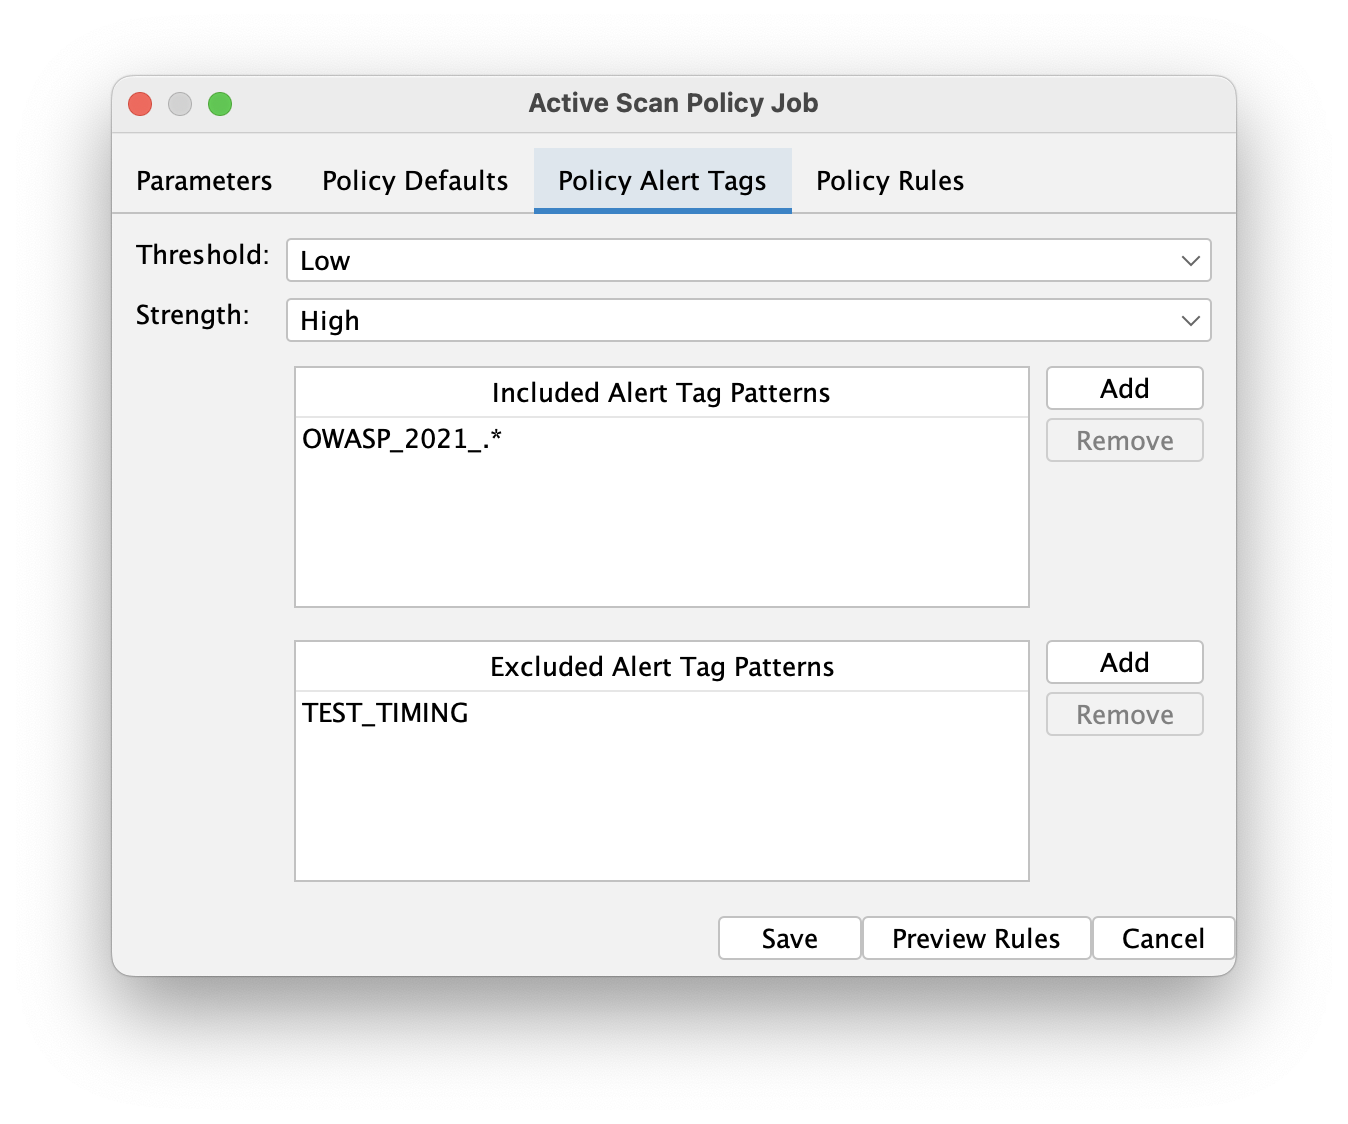 Active Scan Policy Job
Parameters Policy Defaults Policy Alert Tags Policy Rules
Threshold: Low
Strength: High
Included Alert Tag Patterns
Add
OWASP_2021_.*
Remove
Excluded Alert Tag Patterns
Add
TEST_TIMING
Remove
Save Preview Rules Cancel